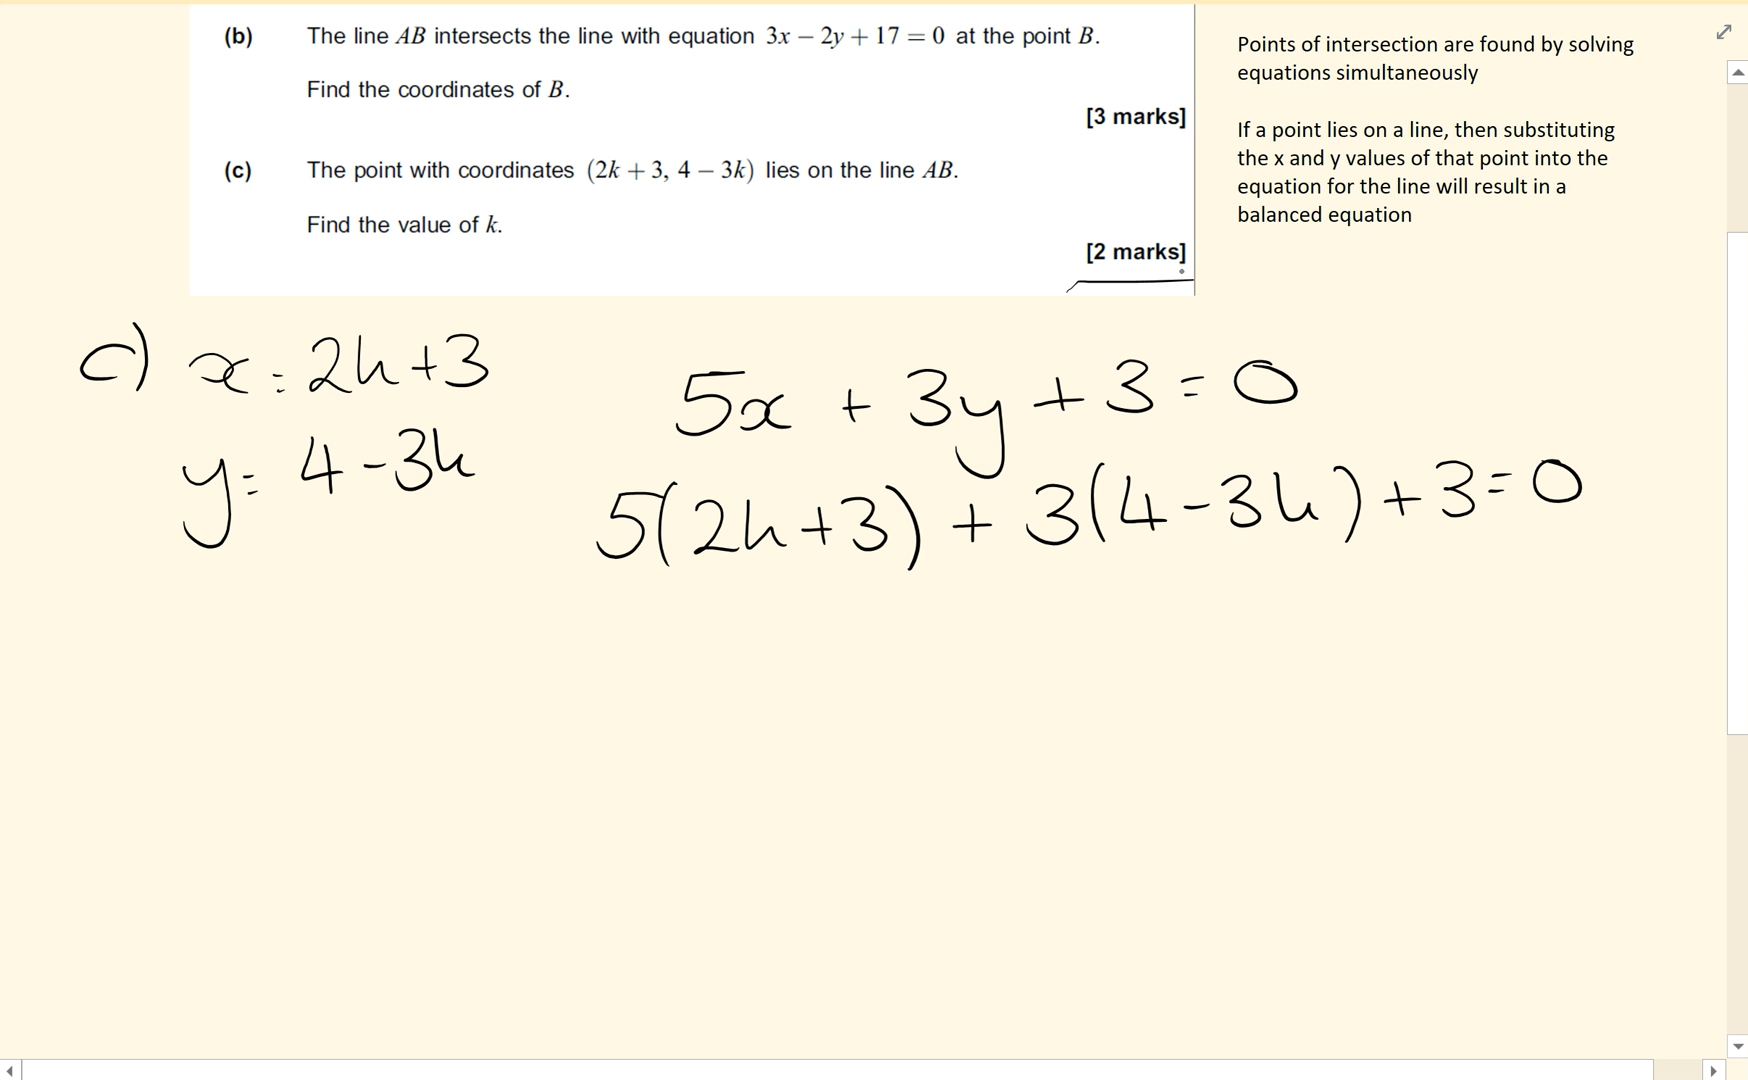 (b) The line AB intersects the line with equation 3x − 2y + 17 = 0 at the point B.
Find the coordinates of B.
[3 marks]
(c) The point with coordinates (2k + 3, 4 − 3k) lies on the line AB.
Find the value of k.
[2 marks]
Points of intersection are found by solving
equations simultaneously
If a point lies on a line, then substituting
the x and y values of that point into the
equation for the line will result in a
balanced equation
c) x = 2k+3
y = 4-3k
5x + 3y + 3 = 0
5(2k+3) + 3(4-3k) + 3 = 0